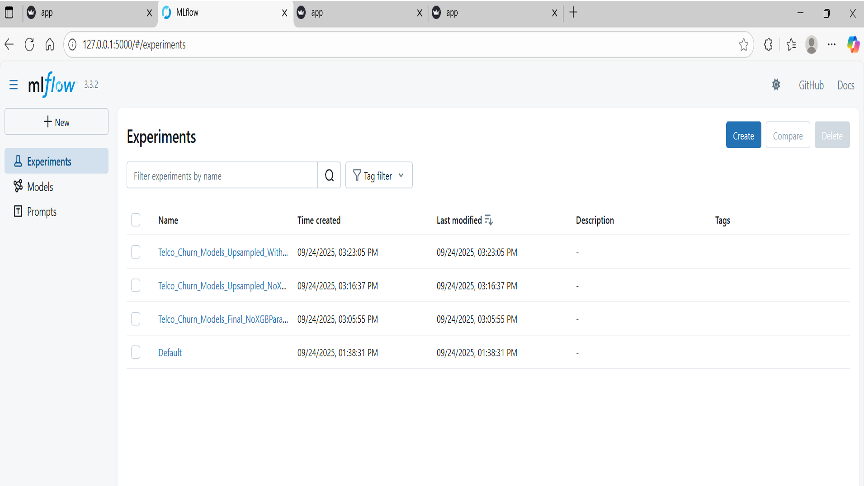 app
MLflow
app
app
127.0.0.1:5000/#/experiments
mlflow 3.3.2
GitHub Docs
New
Experiments
Models
Prompts
Experiments
Create Compare Delete
Filter experiments by name
Tag filter
Name Time created Last modified Description Tags
Telco_Churn_Models_Upsampled_With... 09/24/2025, 03:23:05 PM 09/24/2025, 03:23:05 PM -
Telco_Churn_Models_Upsampled_NoX... 09/24/2025, 03:16:37 PM 09/24/2025, 03:16:37 PM -
Telco_Churn_Models_Final_NoXGBPara... 09/24/2025, 03:05:55 PM 09/24/2025, 03:05:55 PM -
Default 09/24/2025, 01:38:31 PM 09/24/2025, 01:38:31 PM -